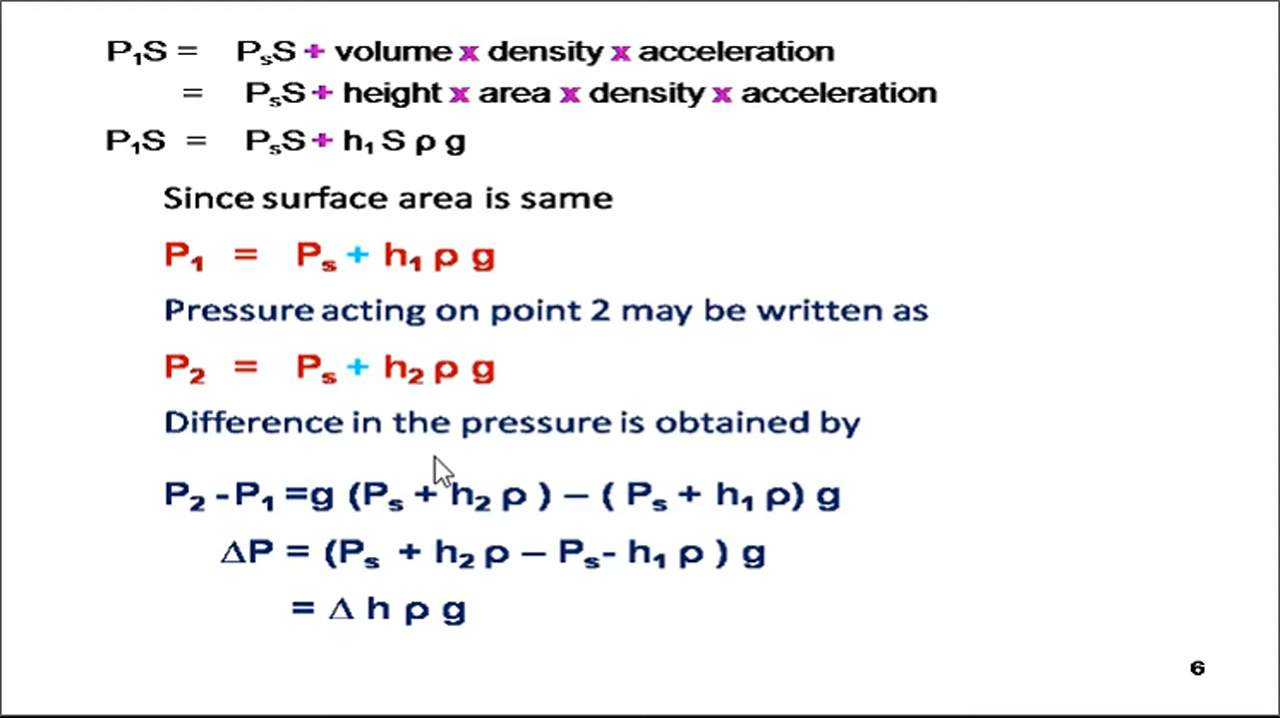 P₁S = PₛS + volume x density x acceleration
= PₛS + height x area x density x acceleration
P₁S = PₛS + h₁ S ρ g
Since surface area is same
P₁ = Pₛ + h₁ ρ g
Pressure acting on point 2 may be written as
P₂ = Pₛ + h₂ ρ g
Difference in the pressure is obtained by
P₂ - P₁ =g (Pₛ + h₂ ρ ) – ( Pₛ + h₁ ρ) g
ΔP = (Pₛ + h₂ ρ – Pₛ- h₁ ρ ) g
= Δ h ρ g
6